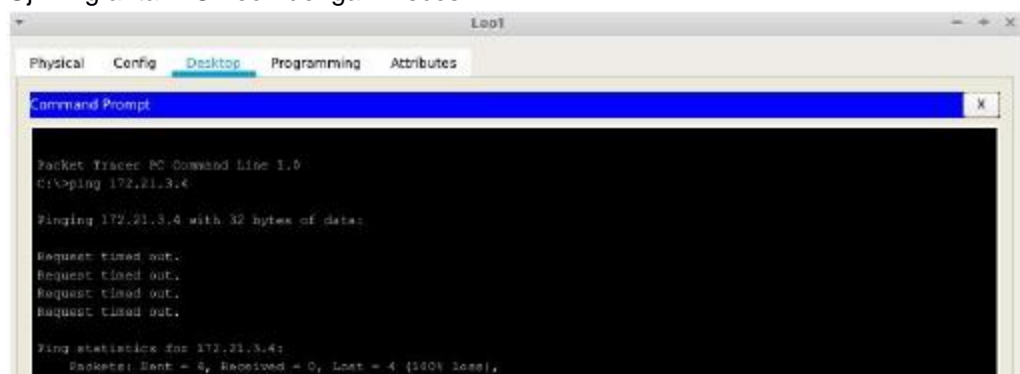 Loo1
Physical Config Desktop Programming Attributes
Command Prompt
X
Packet Tracer PC Command Line 1.0
C:\>ping 172.21.3.4
Pinging 172.21.3.4 with 32 bytes of data:
Request timed out.
Request timed out.
Request timed out.
Request timed out.
Ping statistics for 172.21.3.4:
Packets: Sent = 4, Received = 0, Lost = 4 (100% loss),